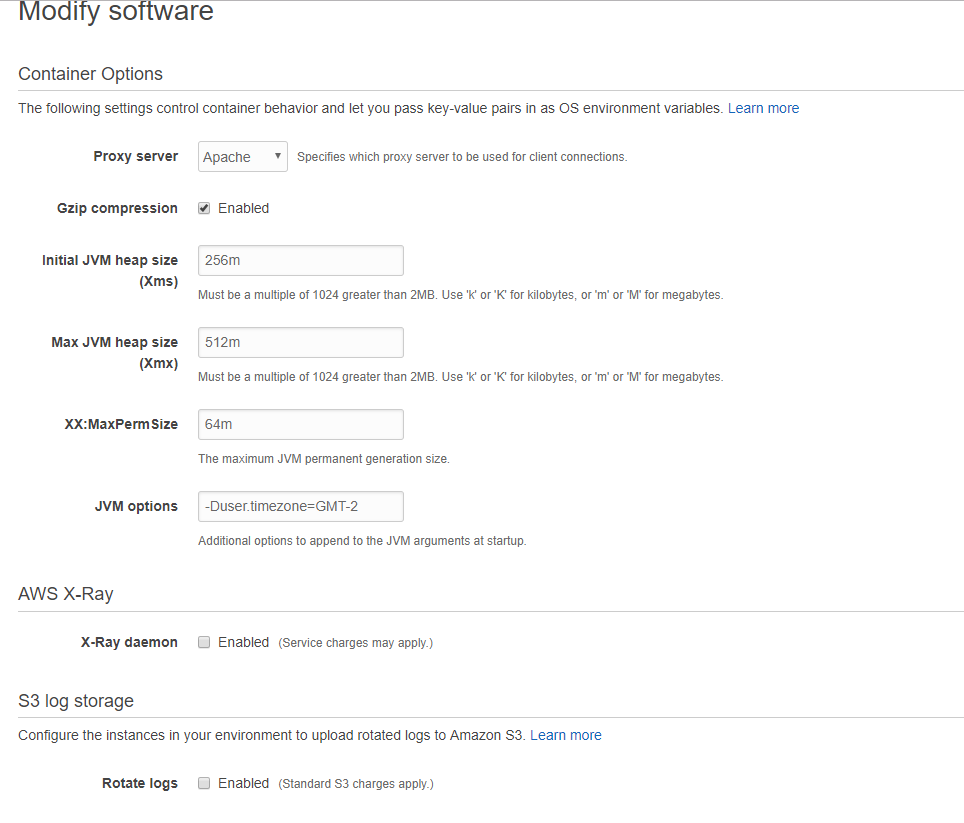 Modify software
Container Options
The following settings control container behavior and let you pass key-value pairs in as OS environment variables. Learn more
Proxy server Apache Specifies which proxy server to be used for client connections.
Gzip compression Enabled
Initial JVM heap size
(Xms)
256m
Must be a multiple of 1024 greater than 2MB. Use 'k' or 'K' for kilobytes, or 'm' or 'M' for megabytes.
Max JVM heap size
(Xmx)
512m
Must be a multiple of 1024 greater than 2MB. Use 'k' or 'K' for kilobytes, or 'm' or 'M' for megabytes.
XX:MaxPermSize 64m
The maximum JVM permanent generation size.
JVM options -Duser.timezone=GMT-2
Additional options to append to the JVM arguments at startup.
AWS X-Ray
X-Ray daemon Enabled (Service charges may apply.)
S3 log storage
Configure the instances in your environment to upload rotated logs to Amazon S3. Learn more
Rotate logs Enabled (Standard S3 charges apply.)